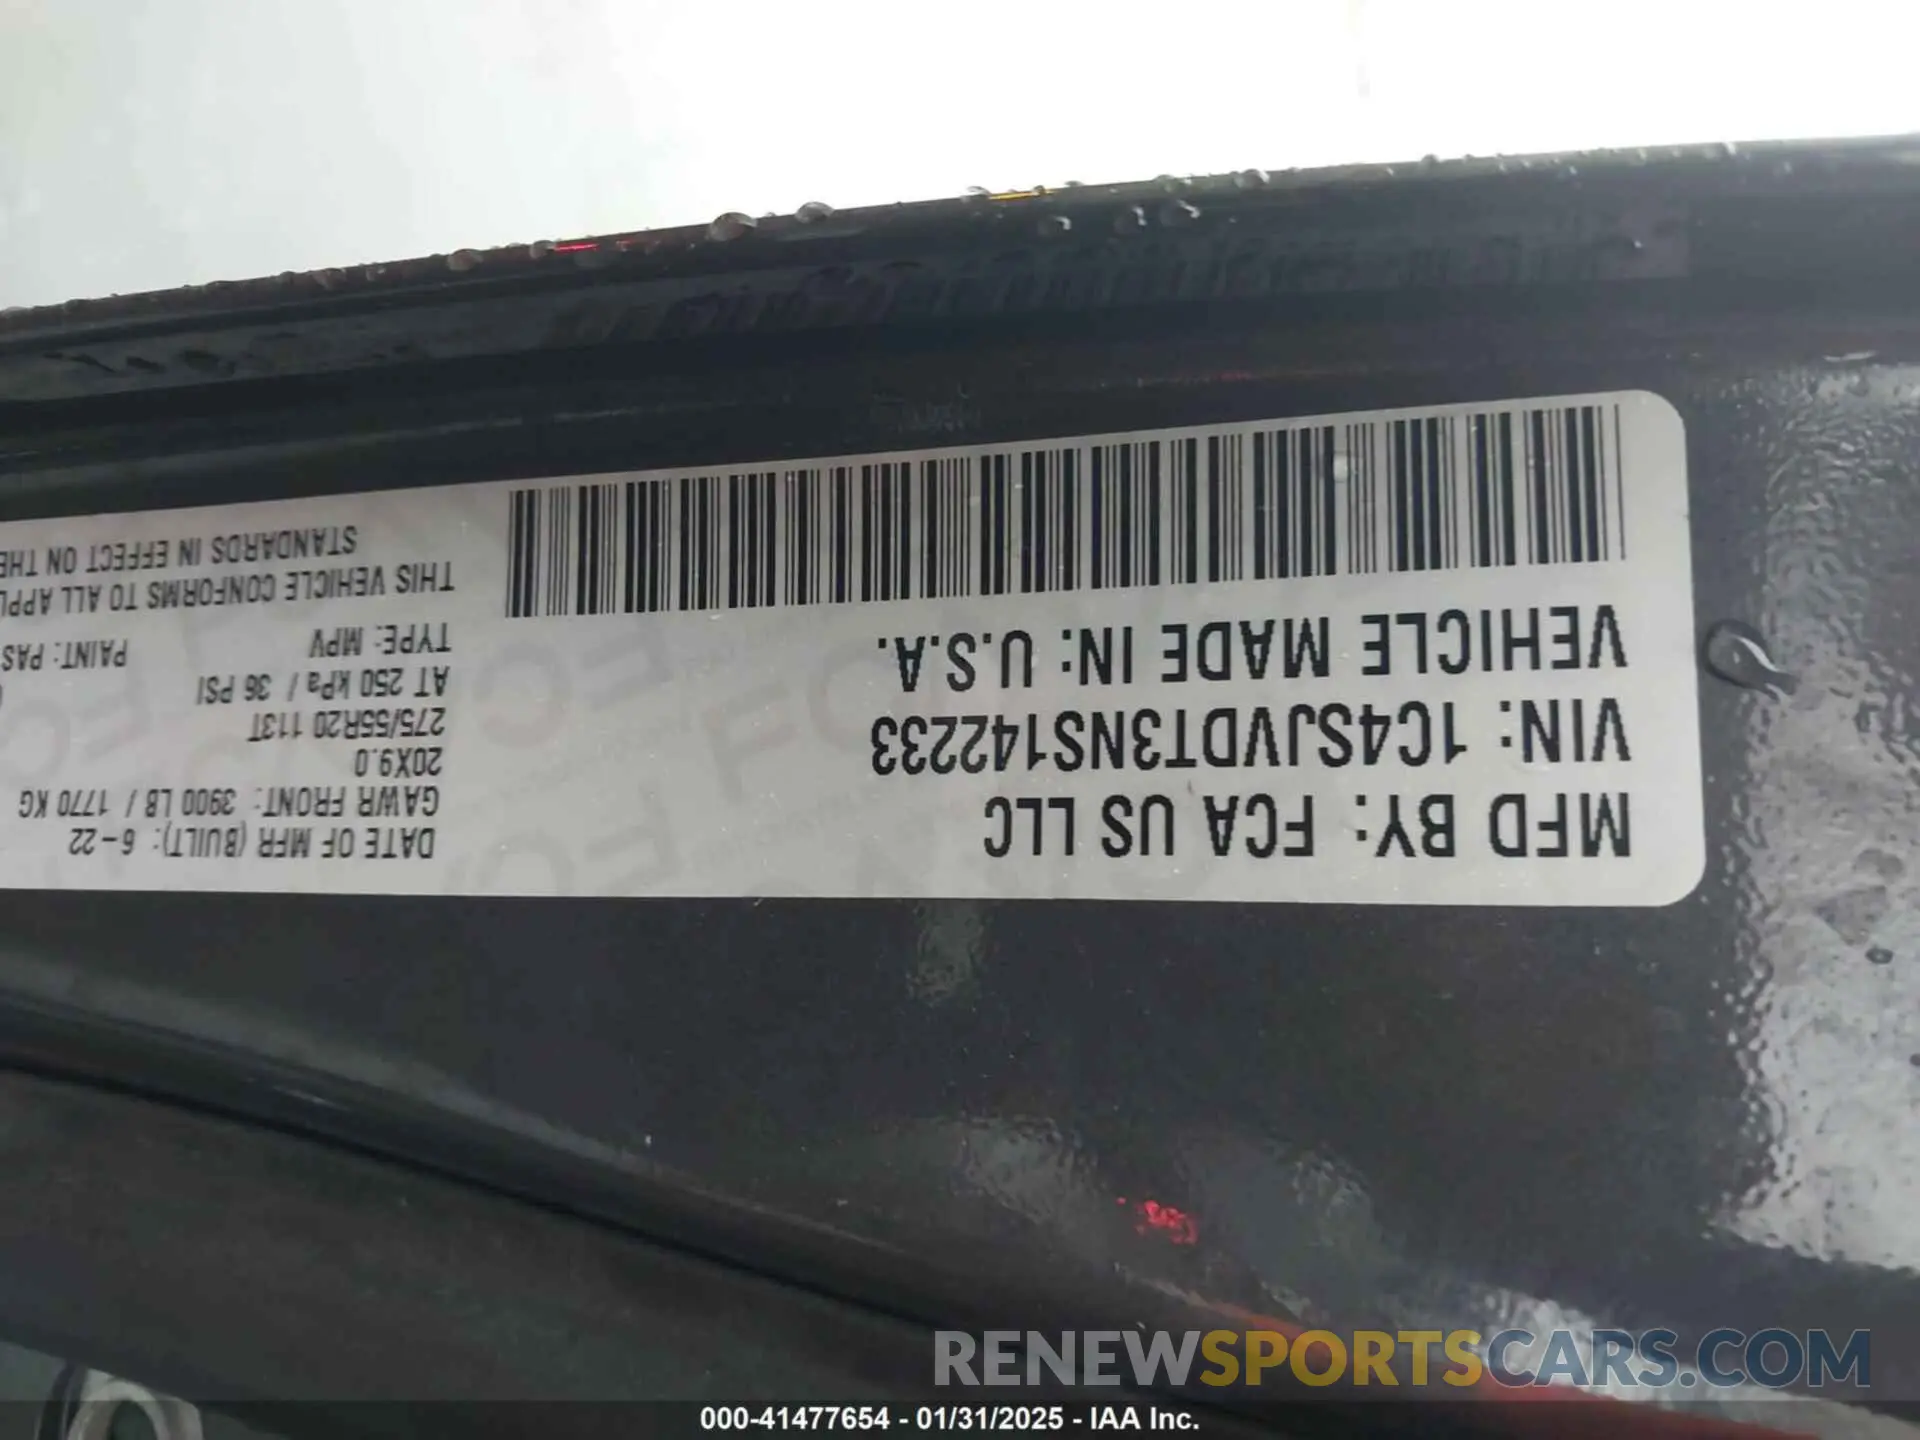 MFD BY: FCA US LLC
VIN: 1C4SJVDT3NS142233
VEHICLE MADE IN: U.S.A.
DATE OF MFR (BUILT): 6-22
GAWR FRONT: 3900 LB / 1770 KG
20X9.0
275/55R20 113T
AT 250 kPa / 36 PSI
TYPE: MPV PAINT: PAS
THIS VEHICLE CONFORMS TO ALL APPL
STANDARDS IN EFFECT ON THE
RENEWSPORTSCARS.COM
000-41477654 - 01/31/2025 - IAA Inc.